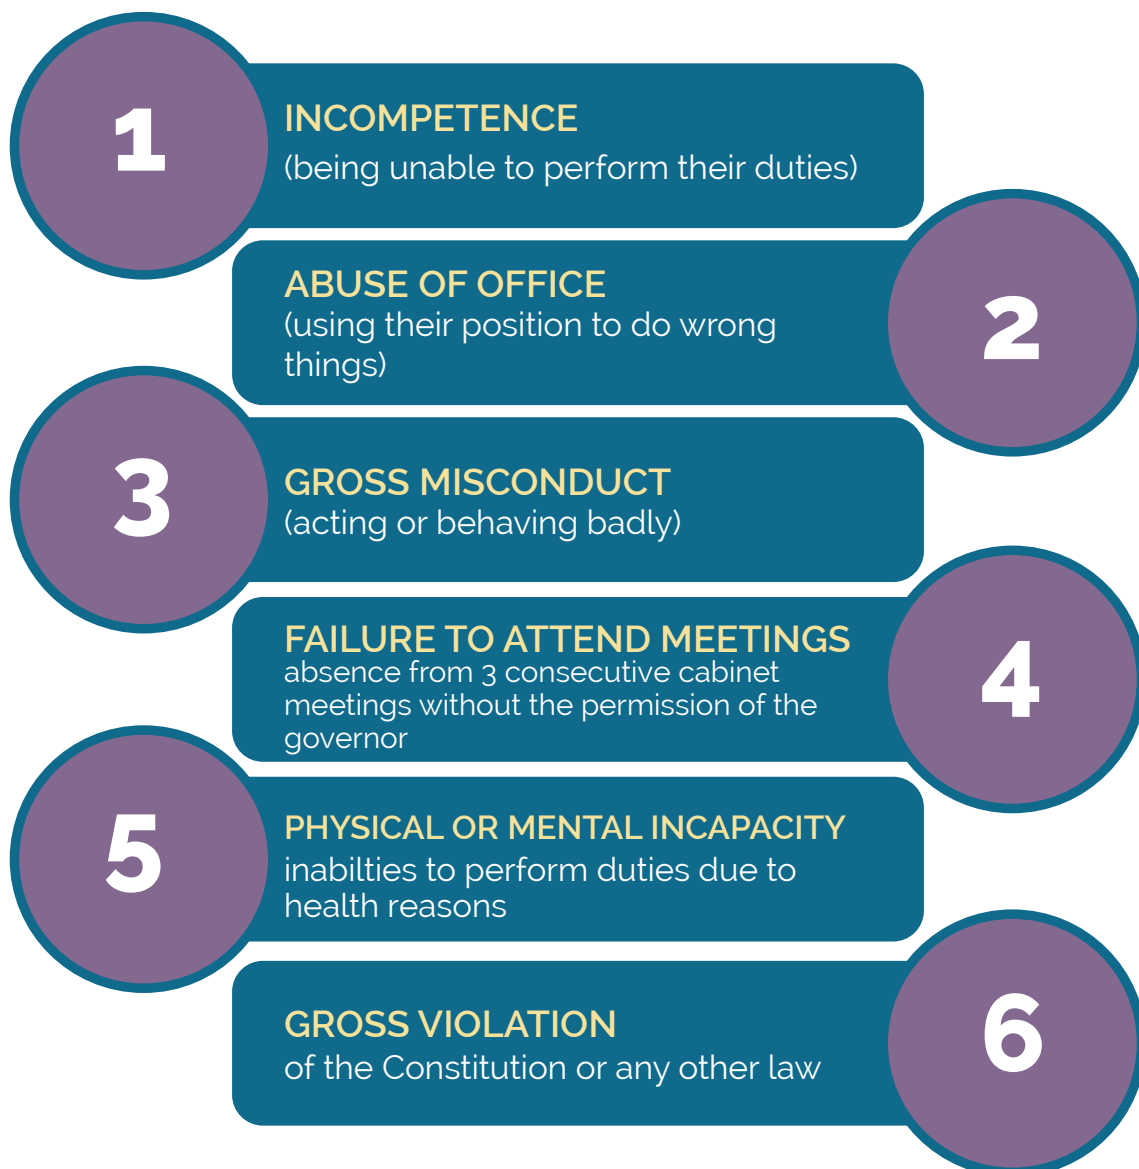 1
INCOMPETENCE
(being unable to perform their duties)
ABUSE OF OFFICE
(using their position to do wrong
things)
2
3
GROSS MISCONDUCT
(acting or behaving badly)
FAILURE TO ATTEND MEETINGS
absence from 3 consecutive cabinet
meetings without the permission of the
governor
4
5
PHYSICAL OR MENTAL INCAPACITY
inabilties to perform duties due to
health reasons
GROSS VIOLATION
of the Constitution or any other law
6